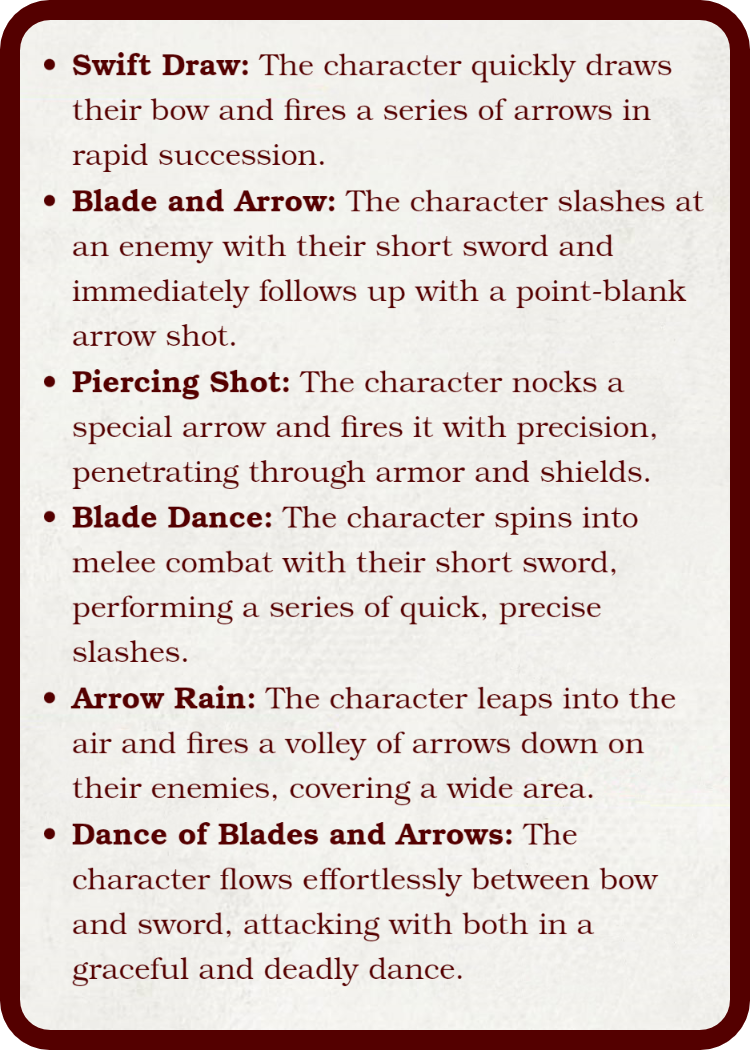 • Swift Draw: The character quickly draws
their bow and fires a series of arrows in
rapid succession.
• Blade and Arrow: The character slashes at
an enemy with their short sword and
immediately follows up with a point-blank
arrow shot.
• Piercing Shot: The character nocks a
special arrow and fires it with precision,
penetrating through armor and shields.
• Blade Dance: The character spins into
melee combat with their short sword,
performing a series of quick, precise
slashes.
• Arrow Rain: The character leaps into the
air and fires a volley of arrows down on
their enemies, covering a wide area.
• Dance of Blades and Arrows: The
character flows effortlessly between bow
and sword, attacking with both in a
graceful and deadly dance.